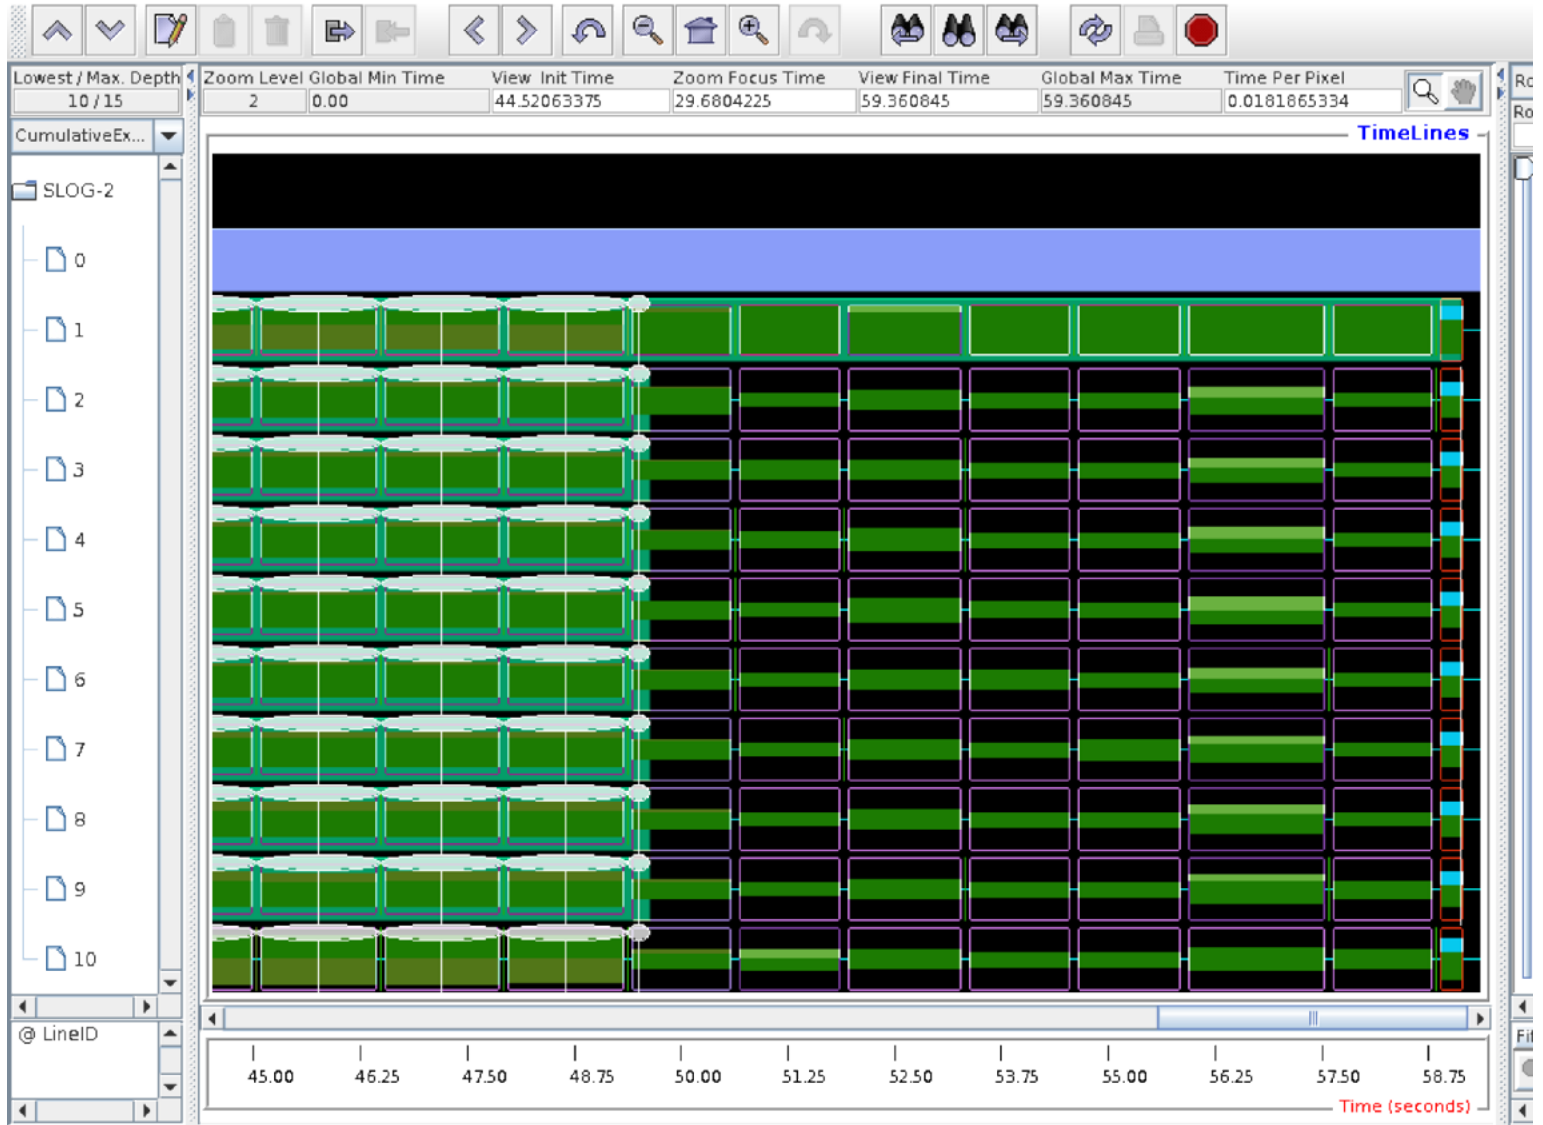 Lowest / Max. Depth Zoom Level Global Min Time View Init Time Zoom Focus Time View Final Time Global Max Time Time Per Pixel Ro
10 / 15 2 0.00 44.52063375 29.6804225 59.360845 59.360845 0.0181865334
Ro
CumulativeEx...
TimeLines
SLOG-2
0
1
2
3
4
5
6
7
8
9
10
@ LineID
Fi
45.00 46.25 47.50 48.75 50.00 51.25 52.50 53.75 55.00 56.25 57.50 58.75
Time (seconds)